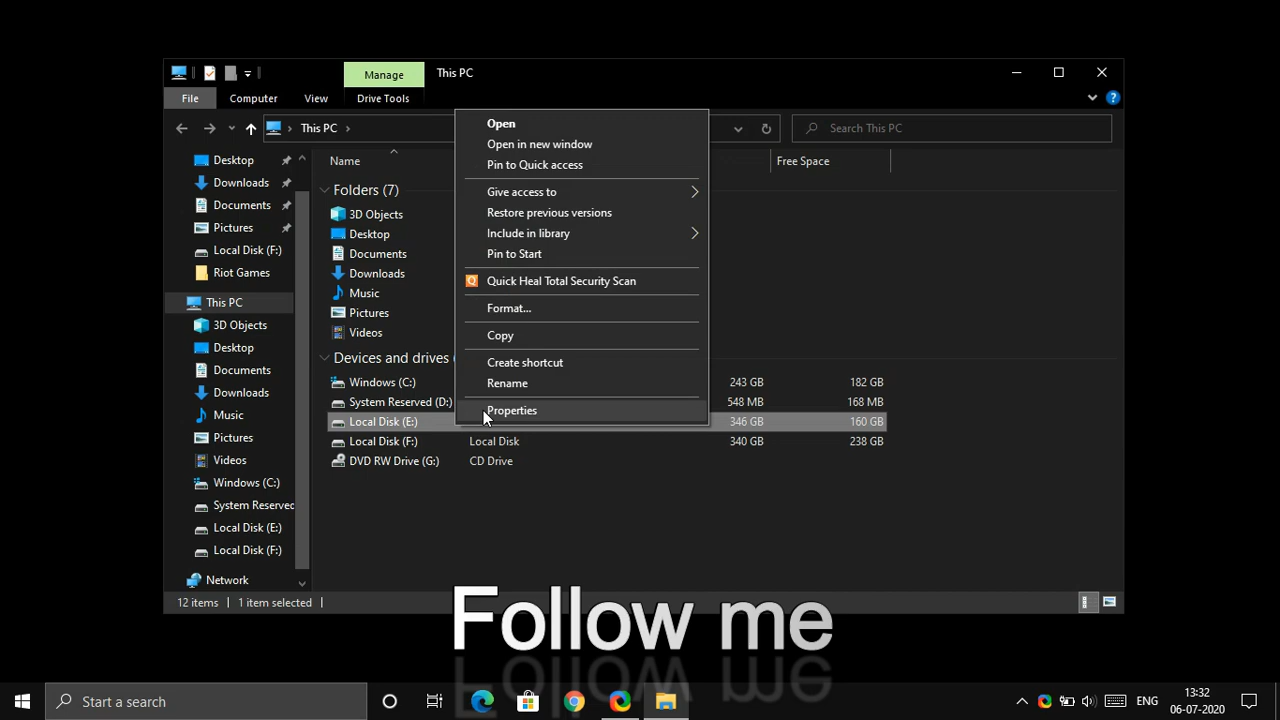 Manage
This PC
File
Computer
View
Drive Tools
This PC
Search This PC
Desktop
Downloads
Documents
Pictures
Local Disk (F:)
Riot Games
This PC
3D Objects
Desktop
Documents
Downloads
Music
Pictures
Videos
Windows (C:)
System Reserved
Local Disk (E:)
Local Disk (F:)
Network
Name
Free Space
Folders (7)
3D Objects
Desktop
Documents
Downloads
Music
Pictures
Videos
Devices and drives (
Windows (C:) 243 GB 182 GB
System Reserved (D:) 548 MB 168 MB
Local Disk (E:) 346 GB 160 GB
Local Disk (F:) Local Disk 340 GB 238 GB
DVD RW Drive (G:) CD Drive
Open
Open in new window
Pin to Quick access
Give access to
Restore previous versions
Include in library
Pin to Start
Quick Heal Total Security Scan
Format...
Copy
Create shortcut
Rename
Properties
12 items
1 item selected
Follow me
Start a search
ENG
13:32
06-07-2020